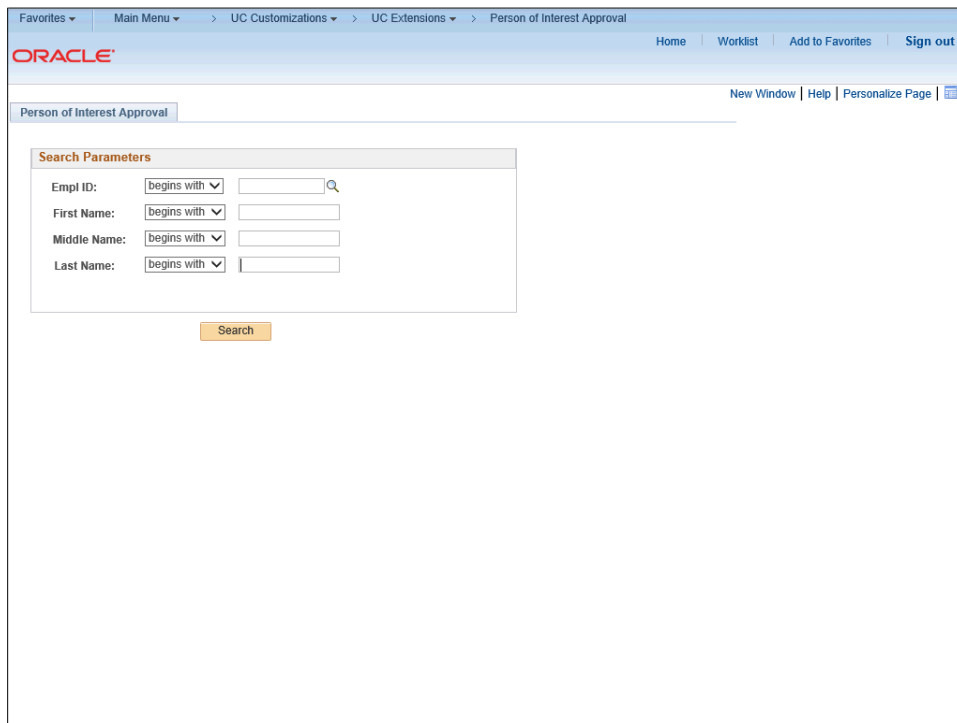 Favorites Main Menu > UC Customizations > UC Extensions > Person of Interest Approval
Home Worklist Add to Favorites Sign out
ORACLE
New Window | Help | Personalize Page |
Person of Interest Approval
Search Parameters
Empl ID: begins with
First Name: begins with
Middle Name: begins with
Last Name: begins with
Search